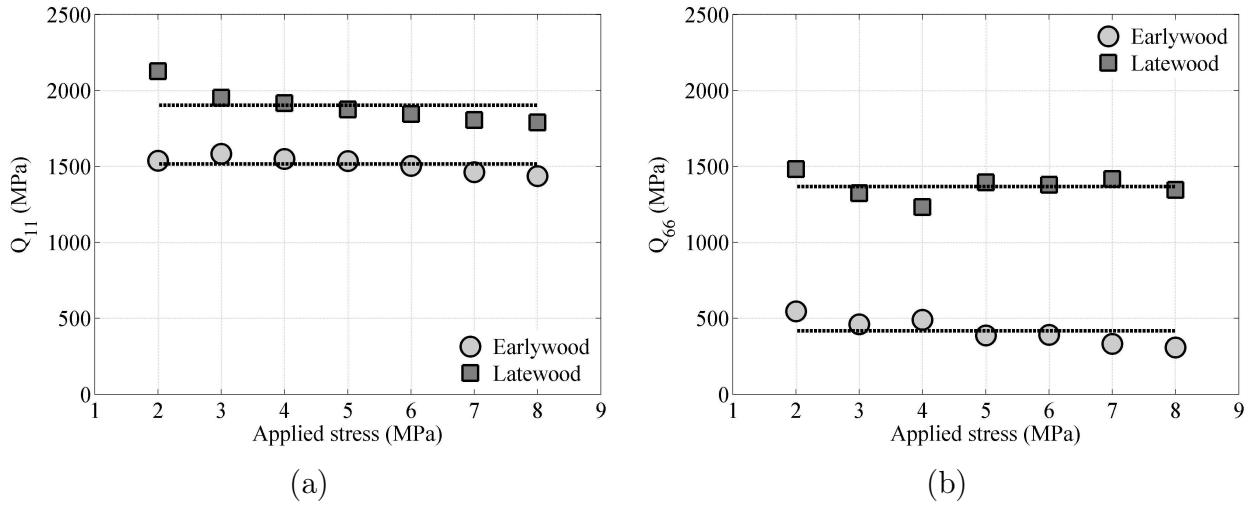 2500
2000
1500
1000
500
0
Q11 (MPa)
1 2 3 4 5 6 7 8 9
Applied stress (MPa)
Earlywood
Latewood
(a)
2500
2000
1500
1000
500
0
Q66 (MPa)
1 2 3 4 5 6 7 8 9
Applied stress (MPa)
Earlywood
Latewood
(b)